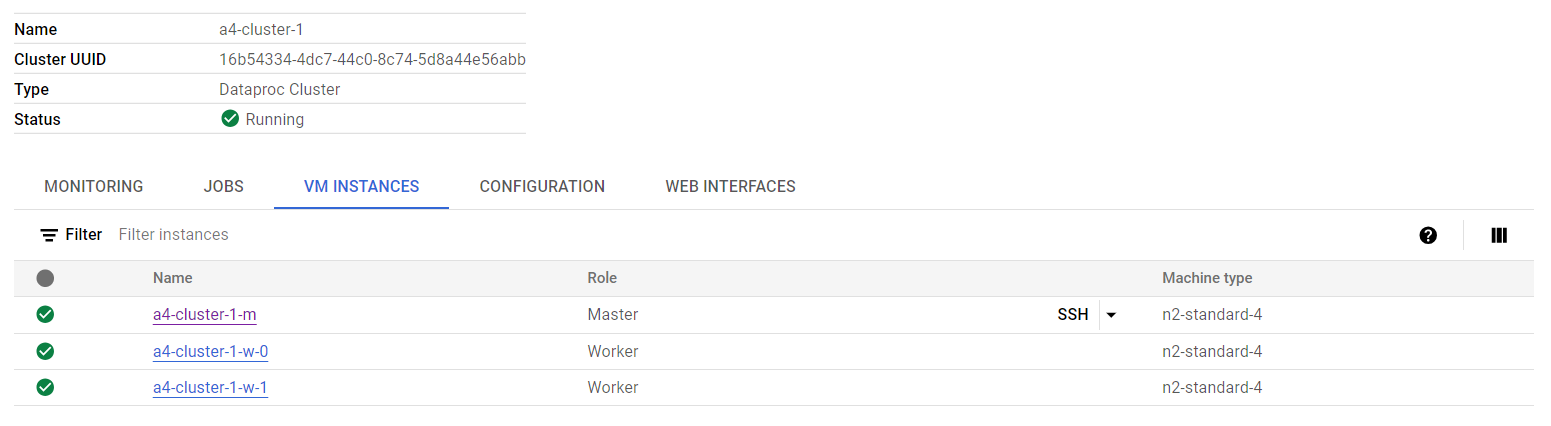 Name a4-cluster-1
Cluster UUID 16b54334-4dc7-44c0-8c74-5d8a44e56abb
Type Dataproc Cluster
Status Running
MONITORING JOBS VM INSTANCES CONFIGURATION WEB INTERFACES
Filter Filter instances
Name Role Machine type
a4-cluster-1-m Master SSH n2-standard-4
a4-cluster-1-w-0 Worker n2-standard-4
a4-cluster-1-w-1 Worker n2-standard-4